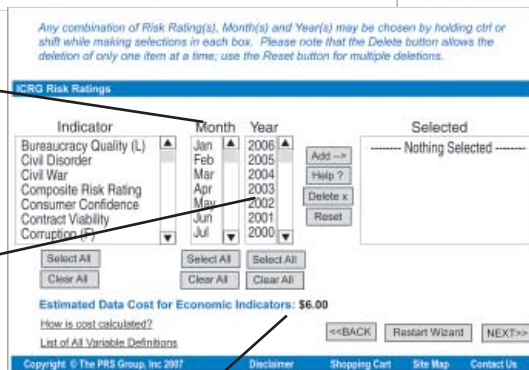 Any combination of Risk Rating(s), Month(s) and Year(s) may be by holding ctrl or
shift while making selections in each box. Please note that the Delete button allows the
deletion of only one item at a time; use the Reset button for multiple deletions.
ICRG Risk Ratings
Indicator Month Year Selected
Bureaucracy Quality (L) Jan 2006 -------- Nothing Selected --------
Civil Disorder Feb 2005 Add -->
Civil War Mar 2004 Help ?
Composite Risk Rating Apr 2003 Delete x
Consumer Confidence May 2002
Contract Viability Jun 2001 Reset
Corruption (F) Jul 2000
Select All Select All Select All
Clear All Clear All Clear All
Estimated Data Cost for Economic Indicators: $6.00
How is cost calculated?
List of All Variable Definitions
<<BACK Restart Wizard NEXT>>
Copyright © The PRS Group, Inc 2007 Disclaimer Shopping Cart Site Map Contact Us